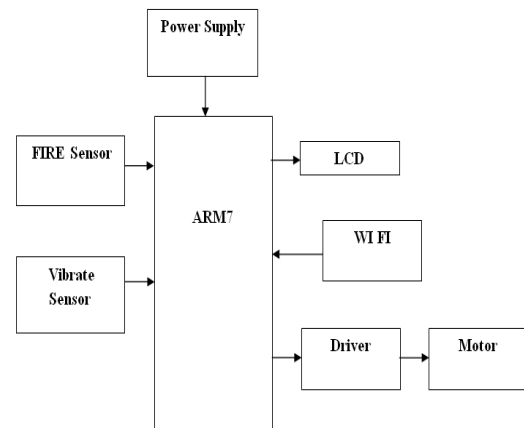 Power Supply
FIRE Sensor
LCD
ARM7
WI FI
Vibrate
Sensor
Driver
Motor